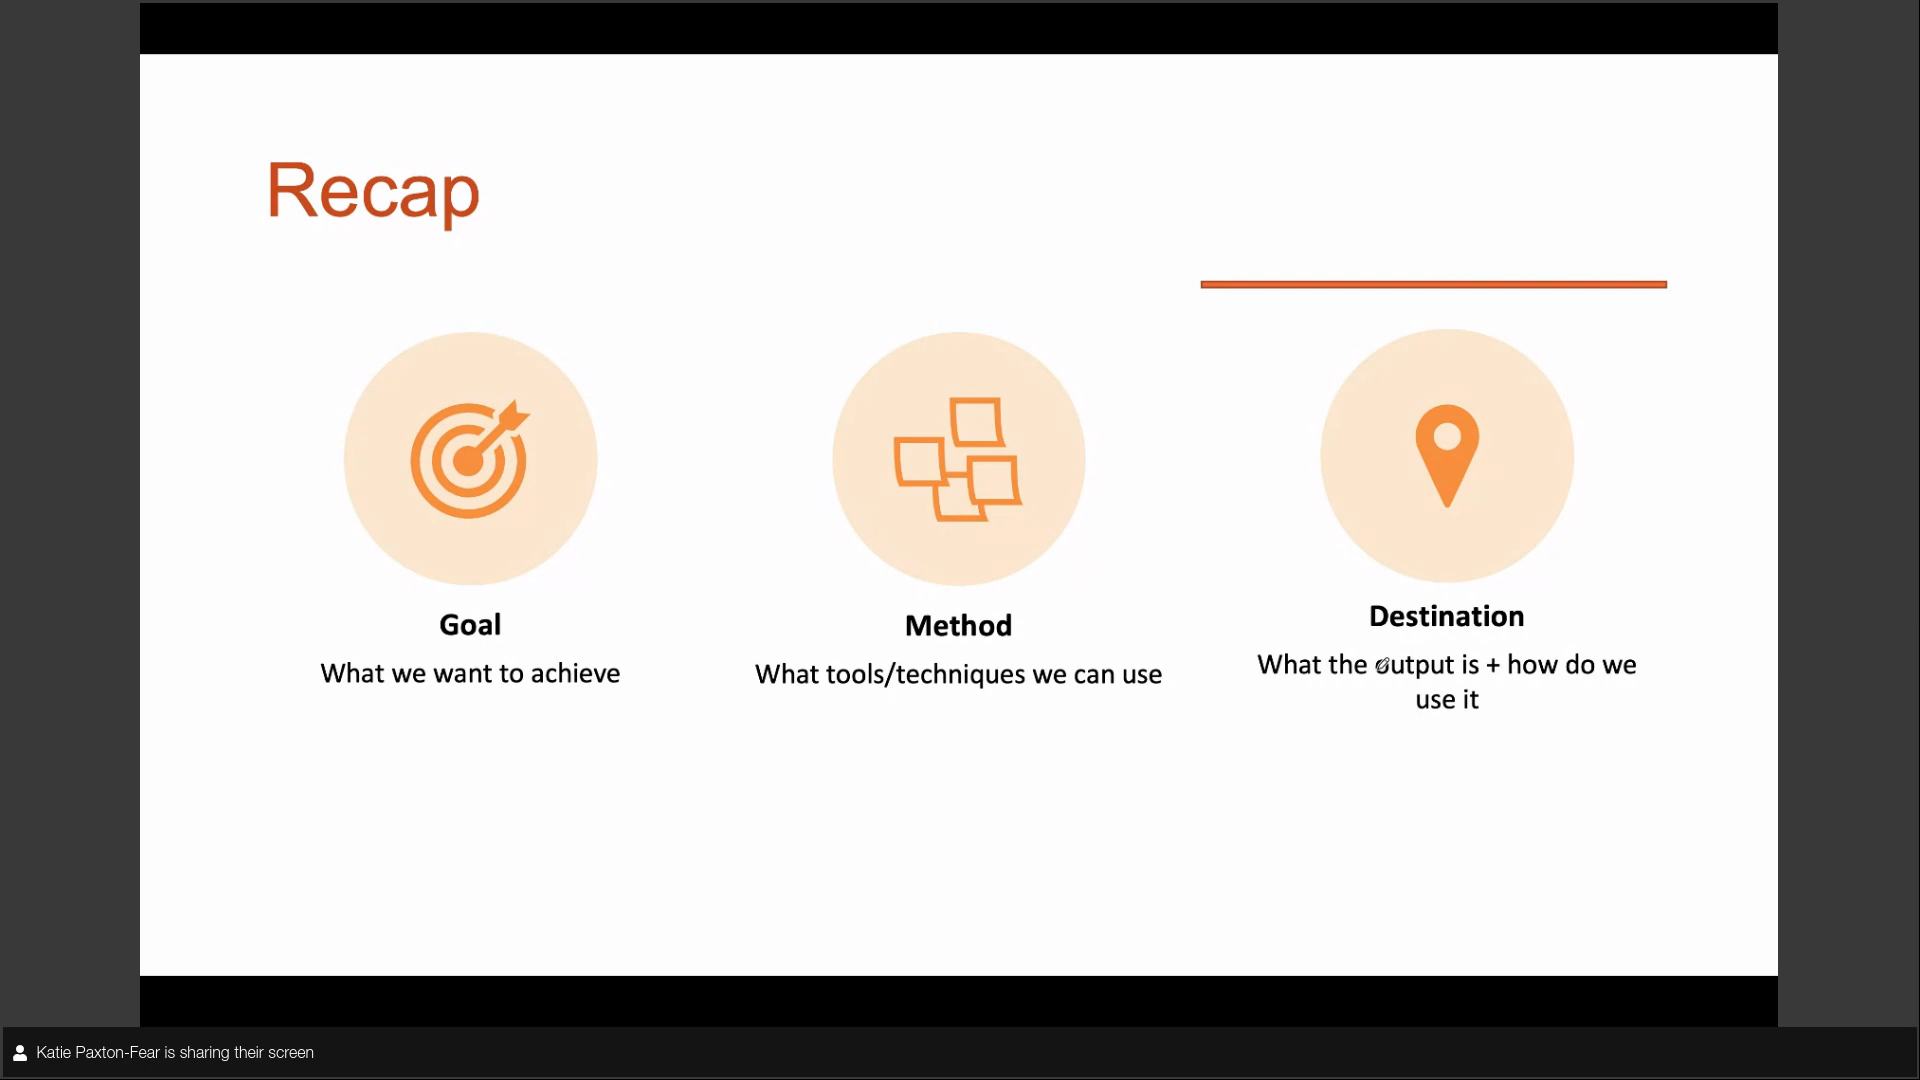 Recap
Goal
What we want to achieve
Method
What tools/techniques we can use
Destination
What the output is + how do we
use it
Katie Paxton-Fear is sharing their screen